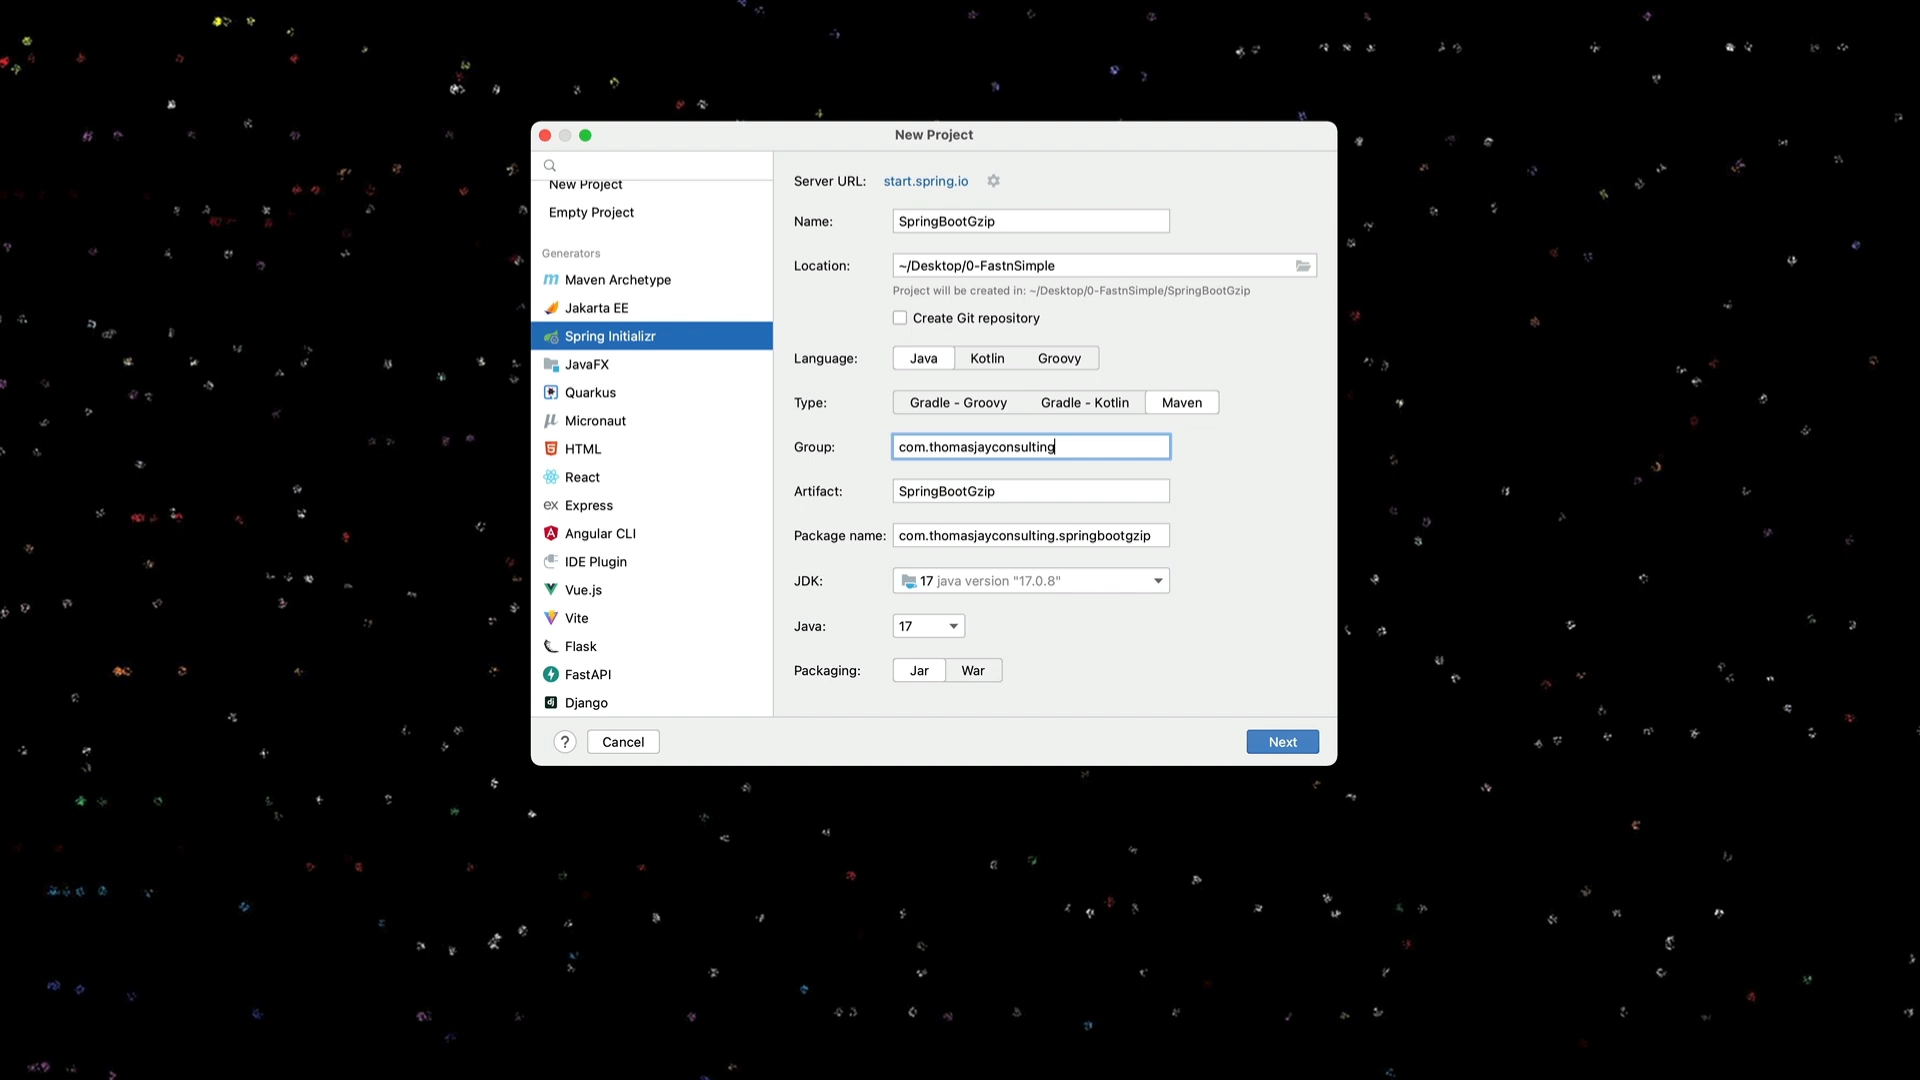 New Project
New Project
Empty Project
Generators
Maven Archetype
Jakarta EE
Spring Initializr
JavaFX
Quarkus
Micronaut
HTML
React
ex Express
Angular CLI
IDE Plugin
Vue.js
Vite
Flask
FastAPI
dj Django
Server URL: start.spring.io
Name: SpringBootGzip
Location: ~/Desktop/0-FastnSimple
Project will be created in: ~/Desktop/0-FastnSimple/SpringBootGzip
Create Git repository
Language: Java Kotlin Groovy
Type: Gradle - Groovy Gradle - Kotlin Maven
Group: com.thomasjayconsulting
Artifact: SpringBootGzip
Package name: com.thomasjayconsulting.springbootgzip
JDK: 17 java version "17.0.8"
Java: 17
Packaging: Jar War
? Cancel Next